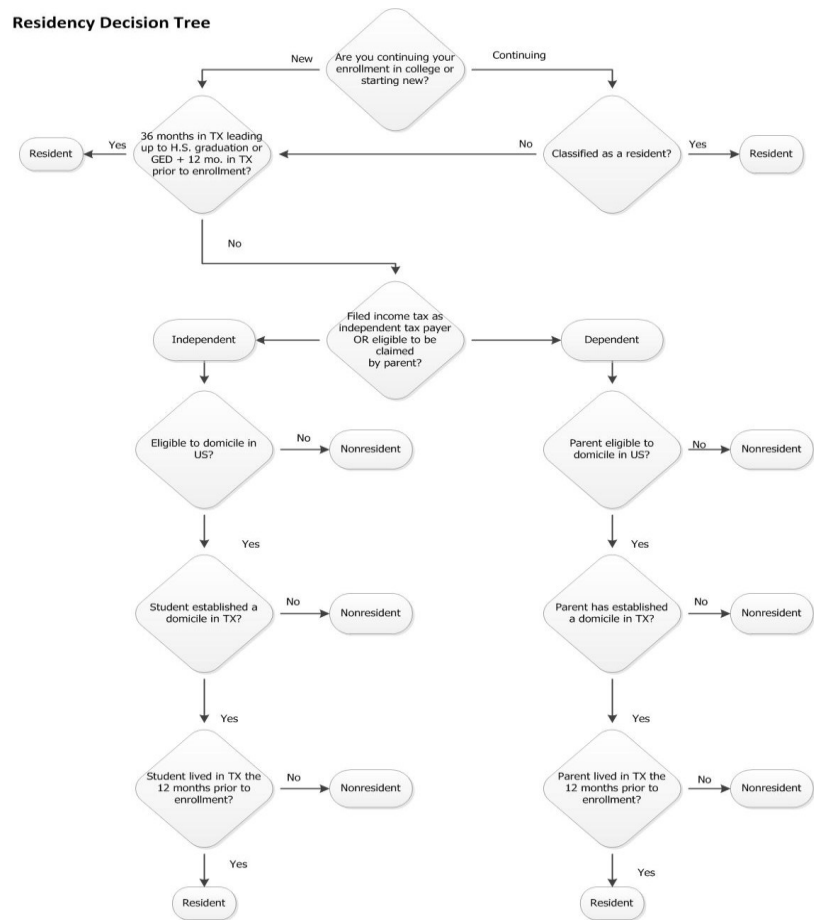 Residency Decision Tree
Are you continuing your
enrollment in college or
starting new?
New
Continuing
36 months in TX leading
up to H.S. graduation or
GED + 12 mo. in TX
prior to enrollment?
Yes
Resident
No
Classified as a resident?
Yes
Resident
No
Filed income tax as
independent tax payer
OR eligible to be
claimed
by parent?
Independent
Dependent
Eligible to domicile in
US?
No
Nonresident
Parent eligible to
domicile in US?
No
Nonresident
Yes
Yes
Student established a
domicile in TX?
No
Nonresident
Parent has established
a domicile in TX?
No
Nonresident
Yes
Yes
Student lived in TX the
12 months prior to
enrollment?
No
Nonresident
Parent lived in TX the
12 months prior to
enrollment?
No
Nonresident
Yes
Yes
Resident
Resident